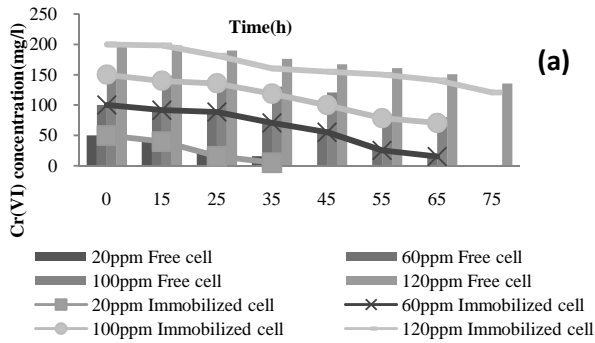 Time(h)
(a)
Cr(VI) concentration(mg/l)
250
200
150
100
50
0
0 15 25 35 45 55 65 75
20ppm Free cell 60ppm Free cell
100ppm Free cell 120ppm Free cell
20ppm Immobilized cell 60ppm Immobilized cell
100ppm Immobilized cell 120ppm Immobilized cell